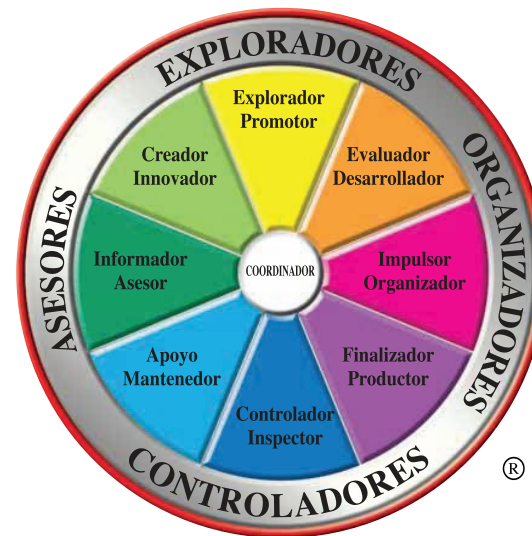 EXPLORADORES
Explorador
Promotor
Creador
Innovador
Evaluador
Desarrollador
ASESORES
ORGANIZADORES
Informador
Asesor
COORDINADOR
Impulsor
Organizador
Apoyo
Mantenedor
Finalizador
Productor
Controlador
Inspector
CONTROLADORES
®